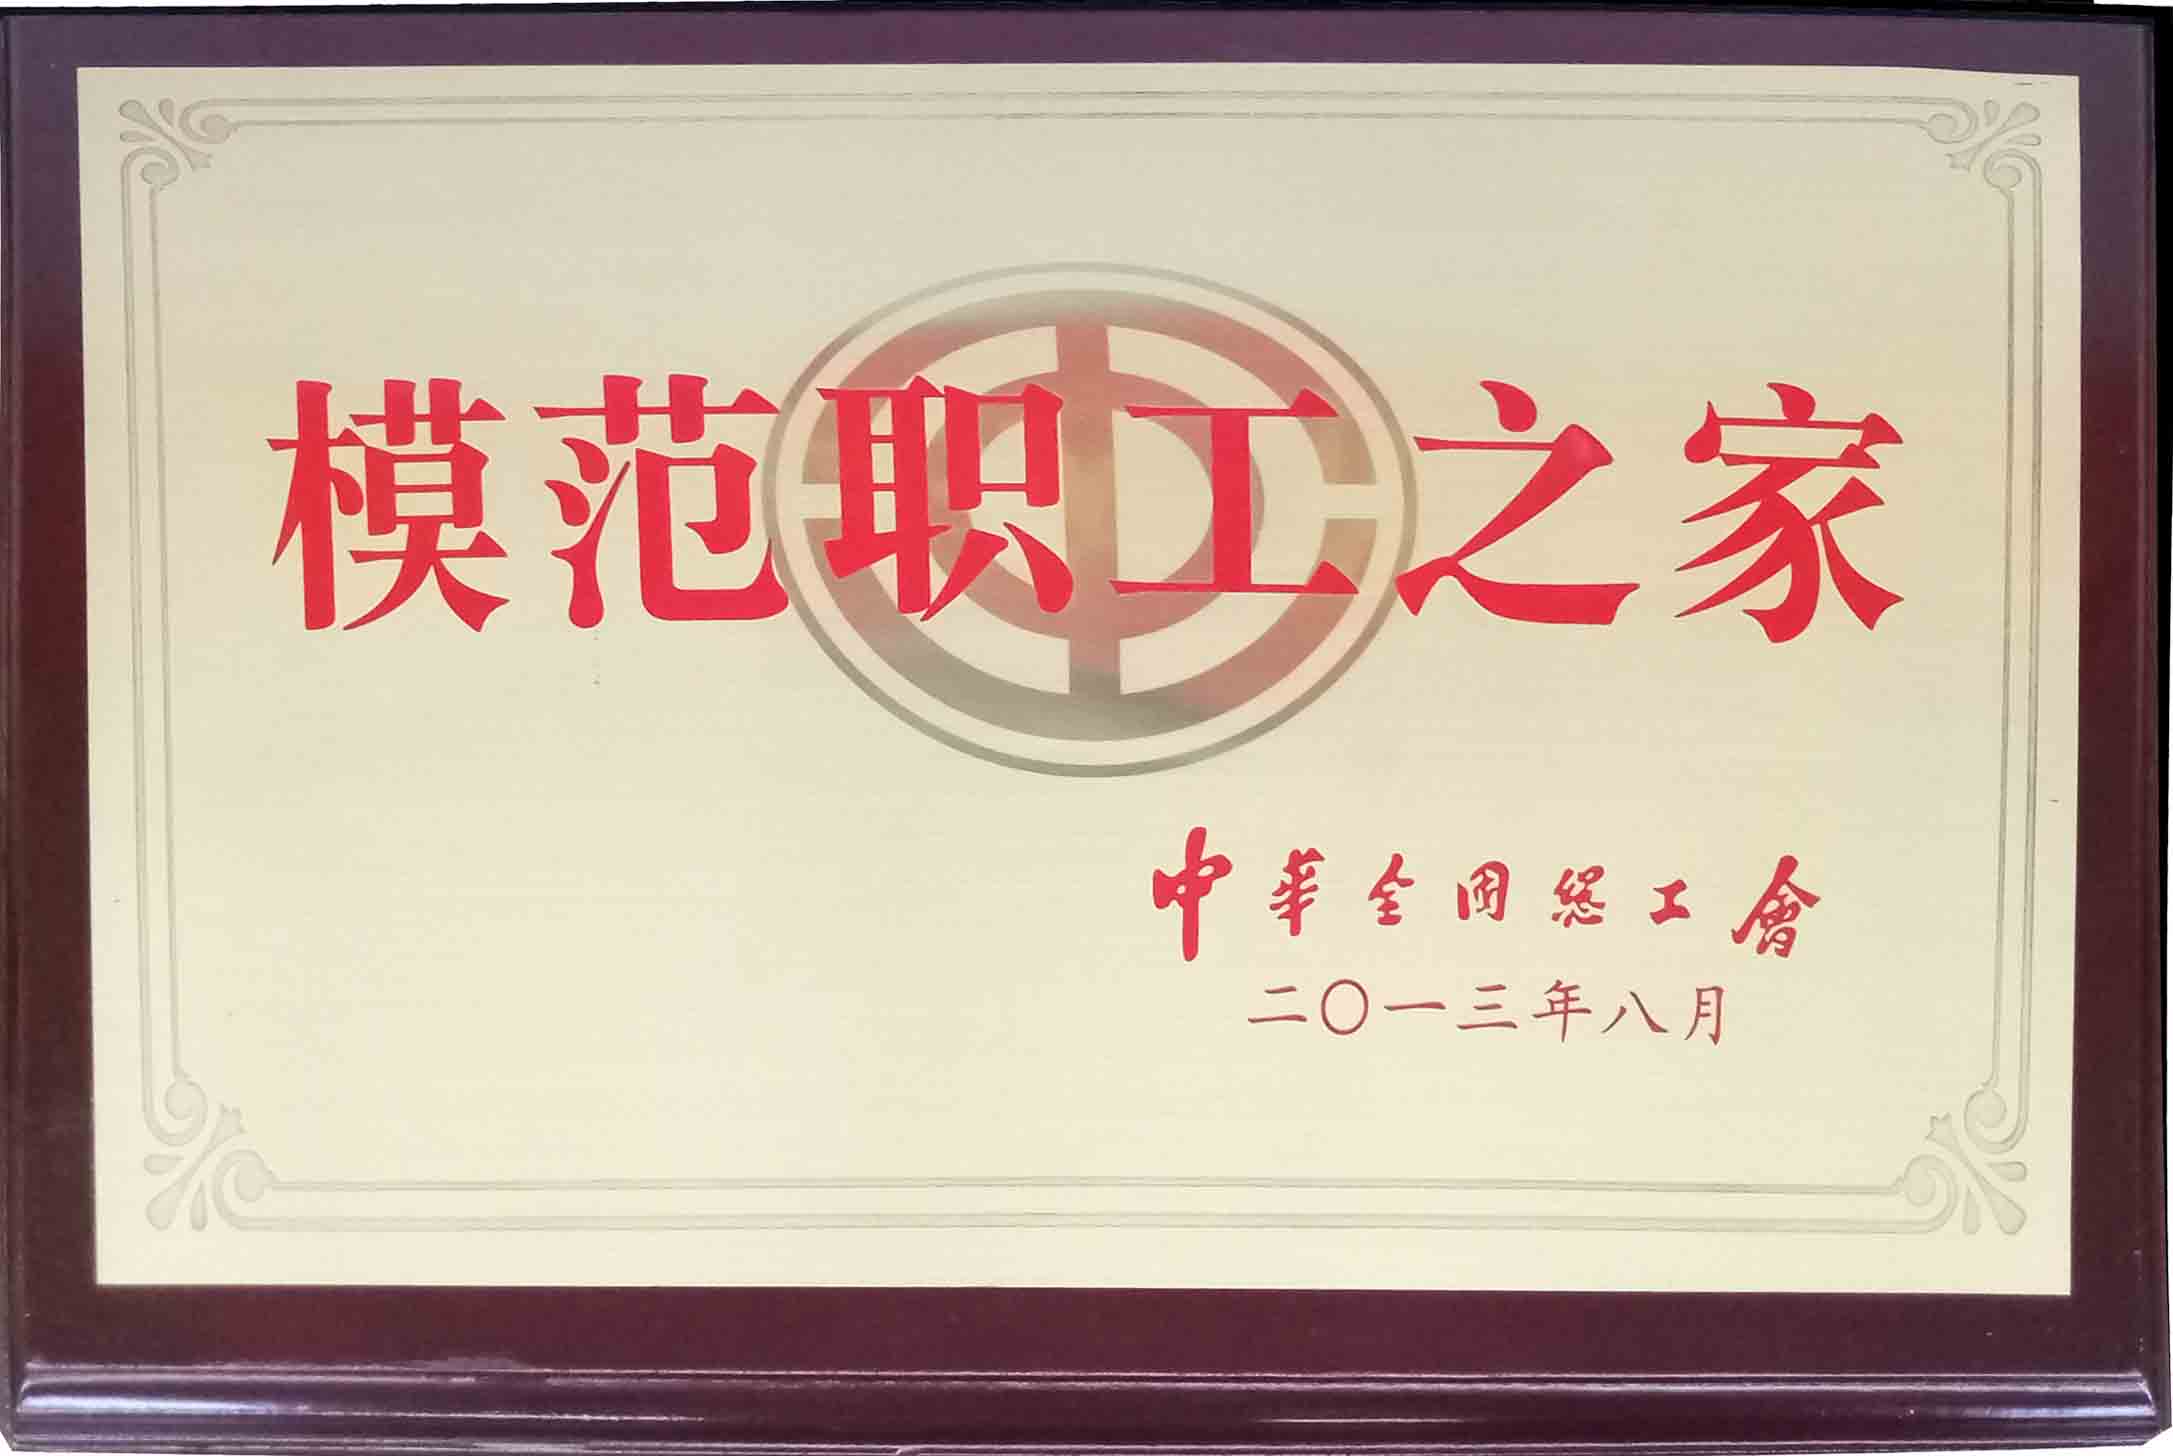 模范职工之家
中華全国總工會
二〇一三年八月